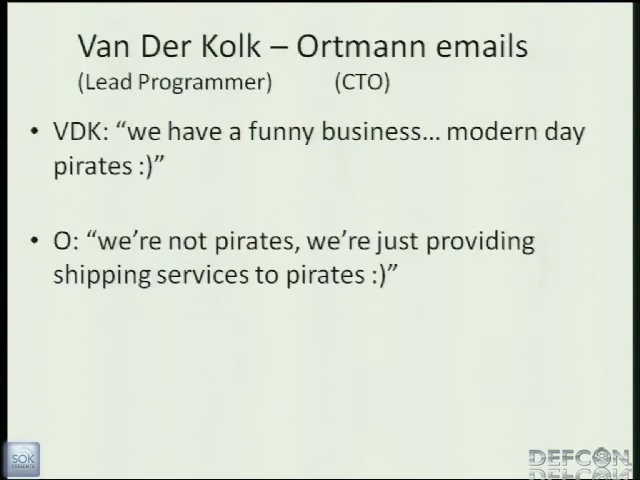 Van Der Kolk – Ortmann emails
(Lead Programmer) (CTO)
• VDK: “we have a funny business… modern day
pirates :)”
• O: “we’re not pirates, we’re just providing
shipping services to pirates :)”
SOK
DEFCON